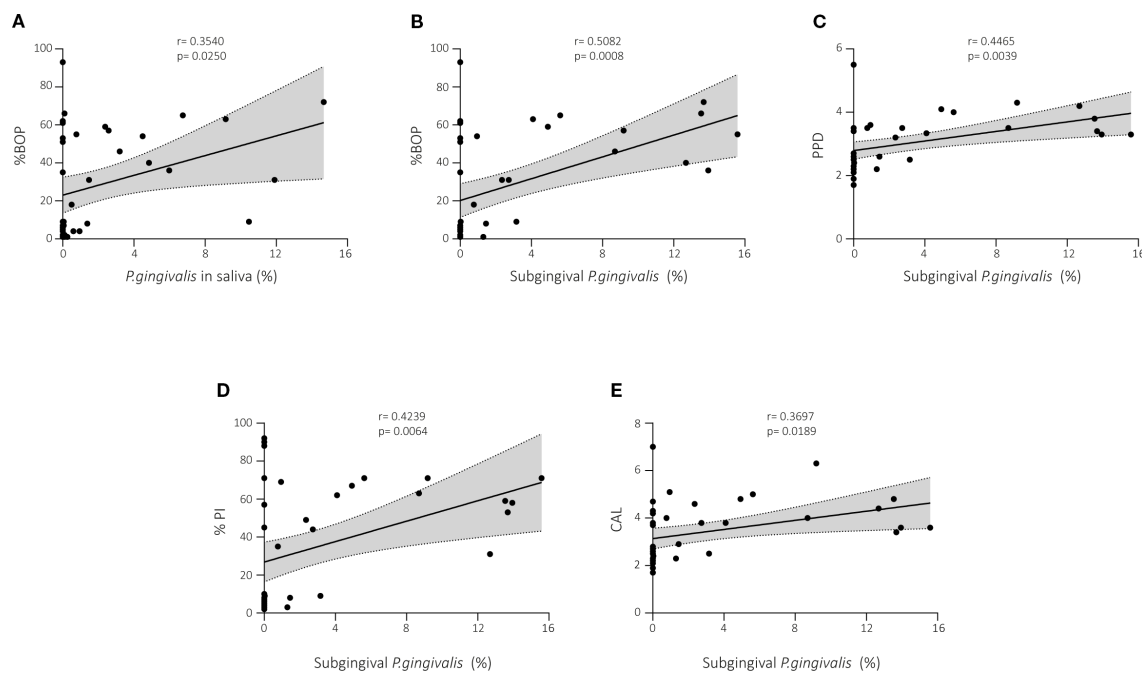 A
r= 0.3540
p= 0.0250
100
80
60
40
20
0
%BOP
0 4 8 12 16
P.gingivalis in saliva (%)
B
r= 0.5082
p= 0.0008
100
80
60
40
20
0
%BOP
0 4 8 12 16
Subgingival P.gingivalis (%)
C
r= 0.4465
p= 0.0039
6
4
2
0
PPD
0 4 8 12 16
Subgingival P.gingivalis (%)
D
r= 0.4239
p= 0.0064
100
80
60
40
20
0
% PI
0 4 8 12 16
Subgingival P.gingivalis (%)
E
r= 0.3697
p= 0.0189
8
6
4
2
0
CAL
0 4 8 12 16
Subgingival P.gingivalis (%)